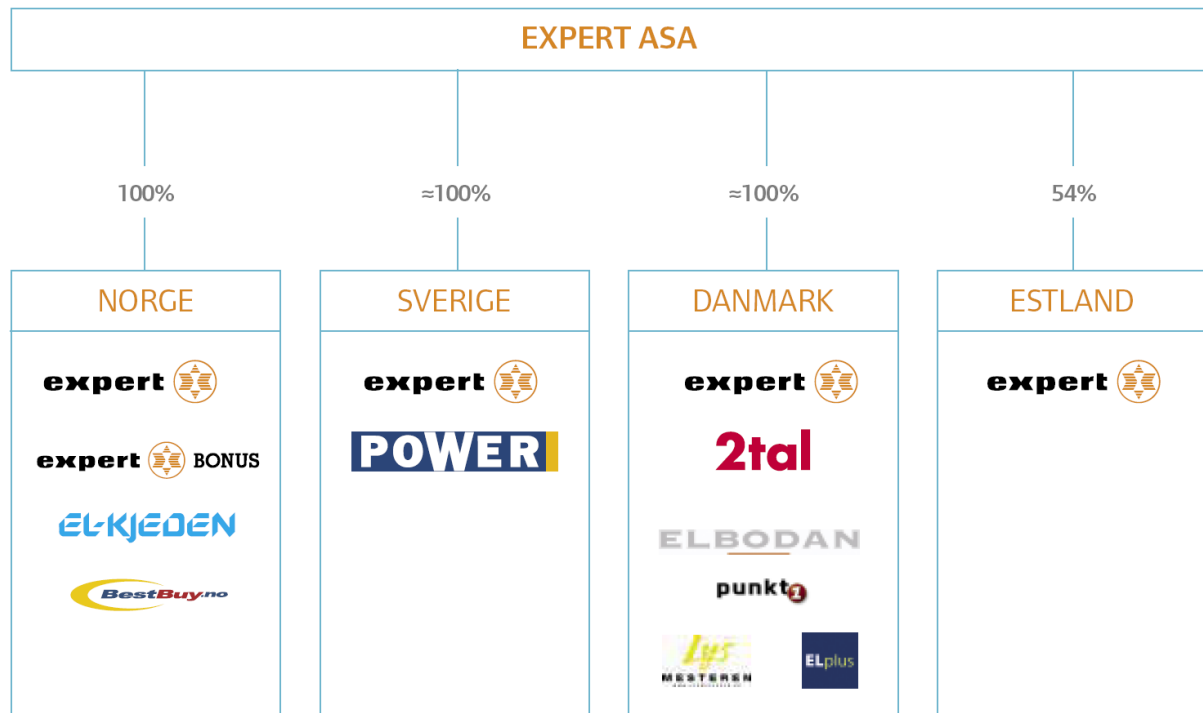 EXPERT ASA
100% ≈100% ≈100% 54%
NORGE SVERIGE DANMARK ESTLAND
expert expert expert expert
POWER 2tal
expert BONUS
EL-KJEDEN
ELBODAN
BestBuy.no punkt1
Lys ELplus
MESTEREN